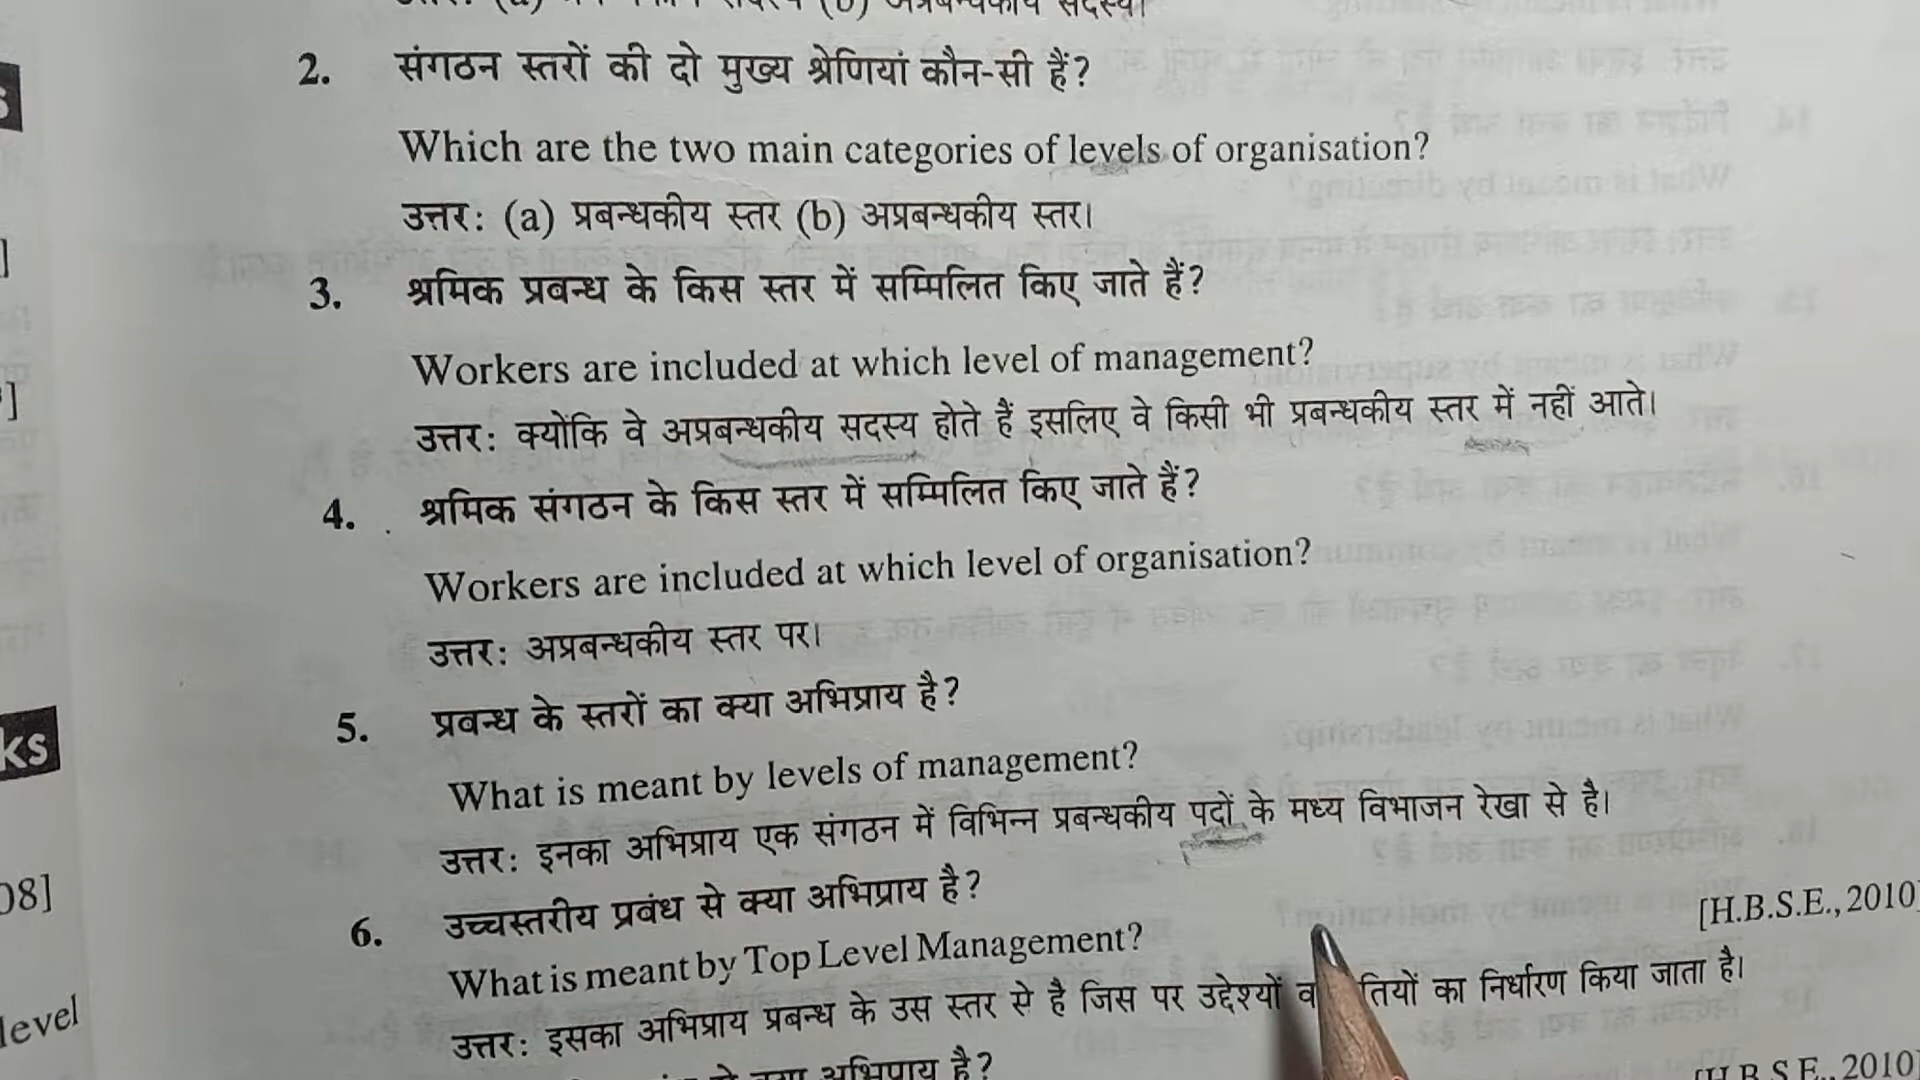 2. संगठन स्तरों की दो मुख्य श्रेणियां कौन-सी हैं?
Which are the two main categories of levels of organisation?
उत्तर: (a) प्रबन्धकीय स्तर (b) अप्रबन्धकीय स्तर।
3. श्रमिक प्रबन्ध के किस स्तर में सम्मिलित किए जाते हैं?
Workers are included at which level of management?
उत्तर: क्योंकि वे अप्रबन्धकीय सदस्य होते हैं इसलिए वे किसी भी प्रबन्धकीय स्तर में नहीं आते।
4. श्रमिक संगठन के किस स्तर में सम्मिलित किए जाते हैं?
Workers are included at which level of organisation?
उत्तर: अप्रबन्धकीय स्तर पर।
5. प्रबन्ध के स्तरों का क्या अभिप्राय है?
What is meant by levels of management?
उत्तर: इनका अभिप्राय एक संगठन में विभिन्न प्रबन्धकीय पदों के मध्य विभाजन रेखा से है।
6. उच्चस्तरीय प्रबंध से क्या अभिप्राय है?
[H.B.S.E., 2010]
What is meant by Top Level Management?
उत्तर: इसका अभिप्राय प्रबन्ध के उस स्तर से है जिस पर उद्देश्यों व तियों का निर्धारण किया जाता है।
से क्या अभिप्राय है?
[H.B.S.E., 2010]
ks
08]
level